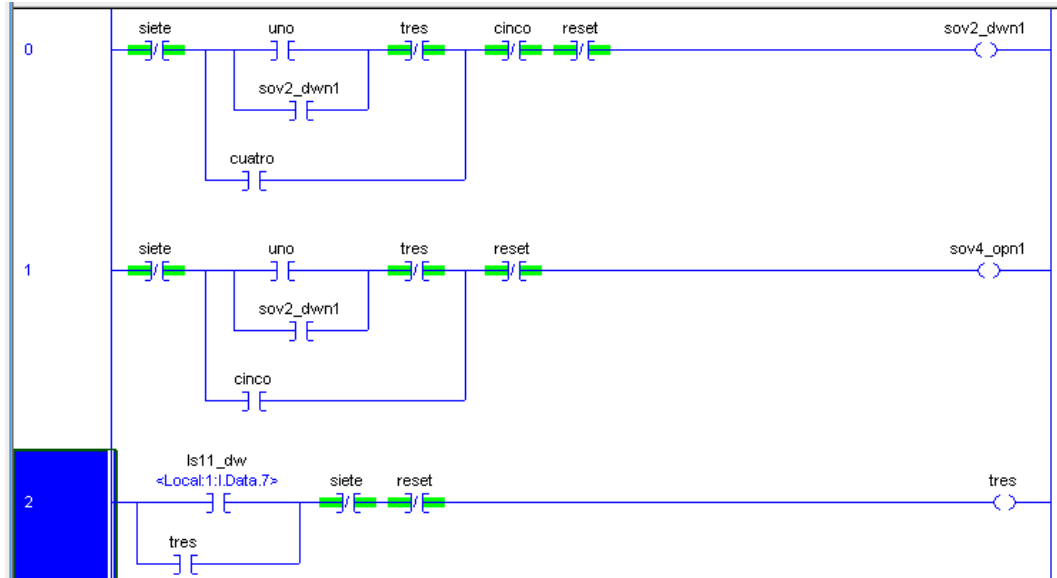 siete uno tres cinco reset sov2_dwn1
0
sov2_dwn1
cuatro
siete uno tres reset sov4_opn1
1
sov2_dwn1
cinco
ls11_dw
<Local:1:I.Data.7> siete reset tres
2
tres